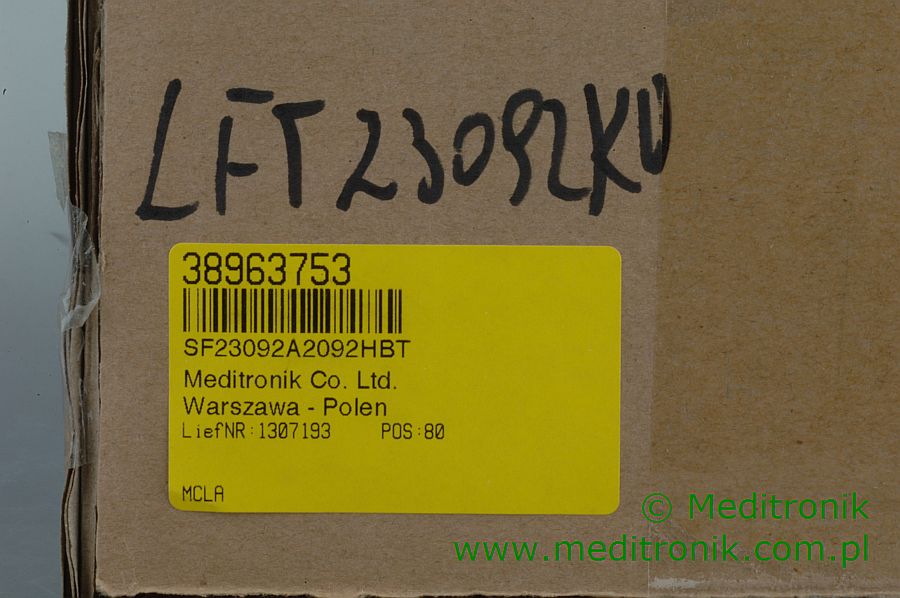 LFT23092KU
38963753
SF23092A2092HBT
Meditronik Co. Ltd.
Warszawa - Polen
LiefNR:1307193 POS:80
MCLA
© Meditronik
www.meditronik.com.pl